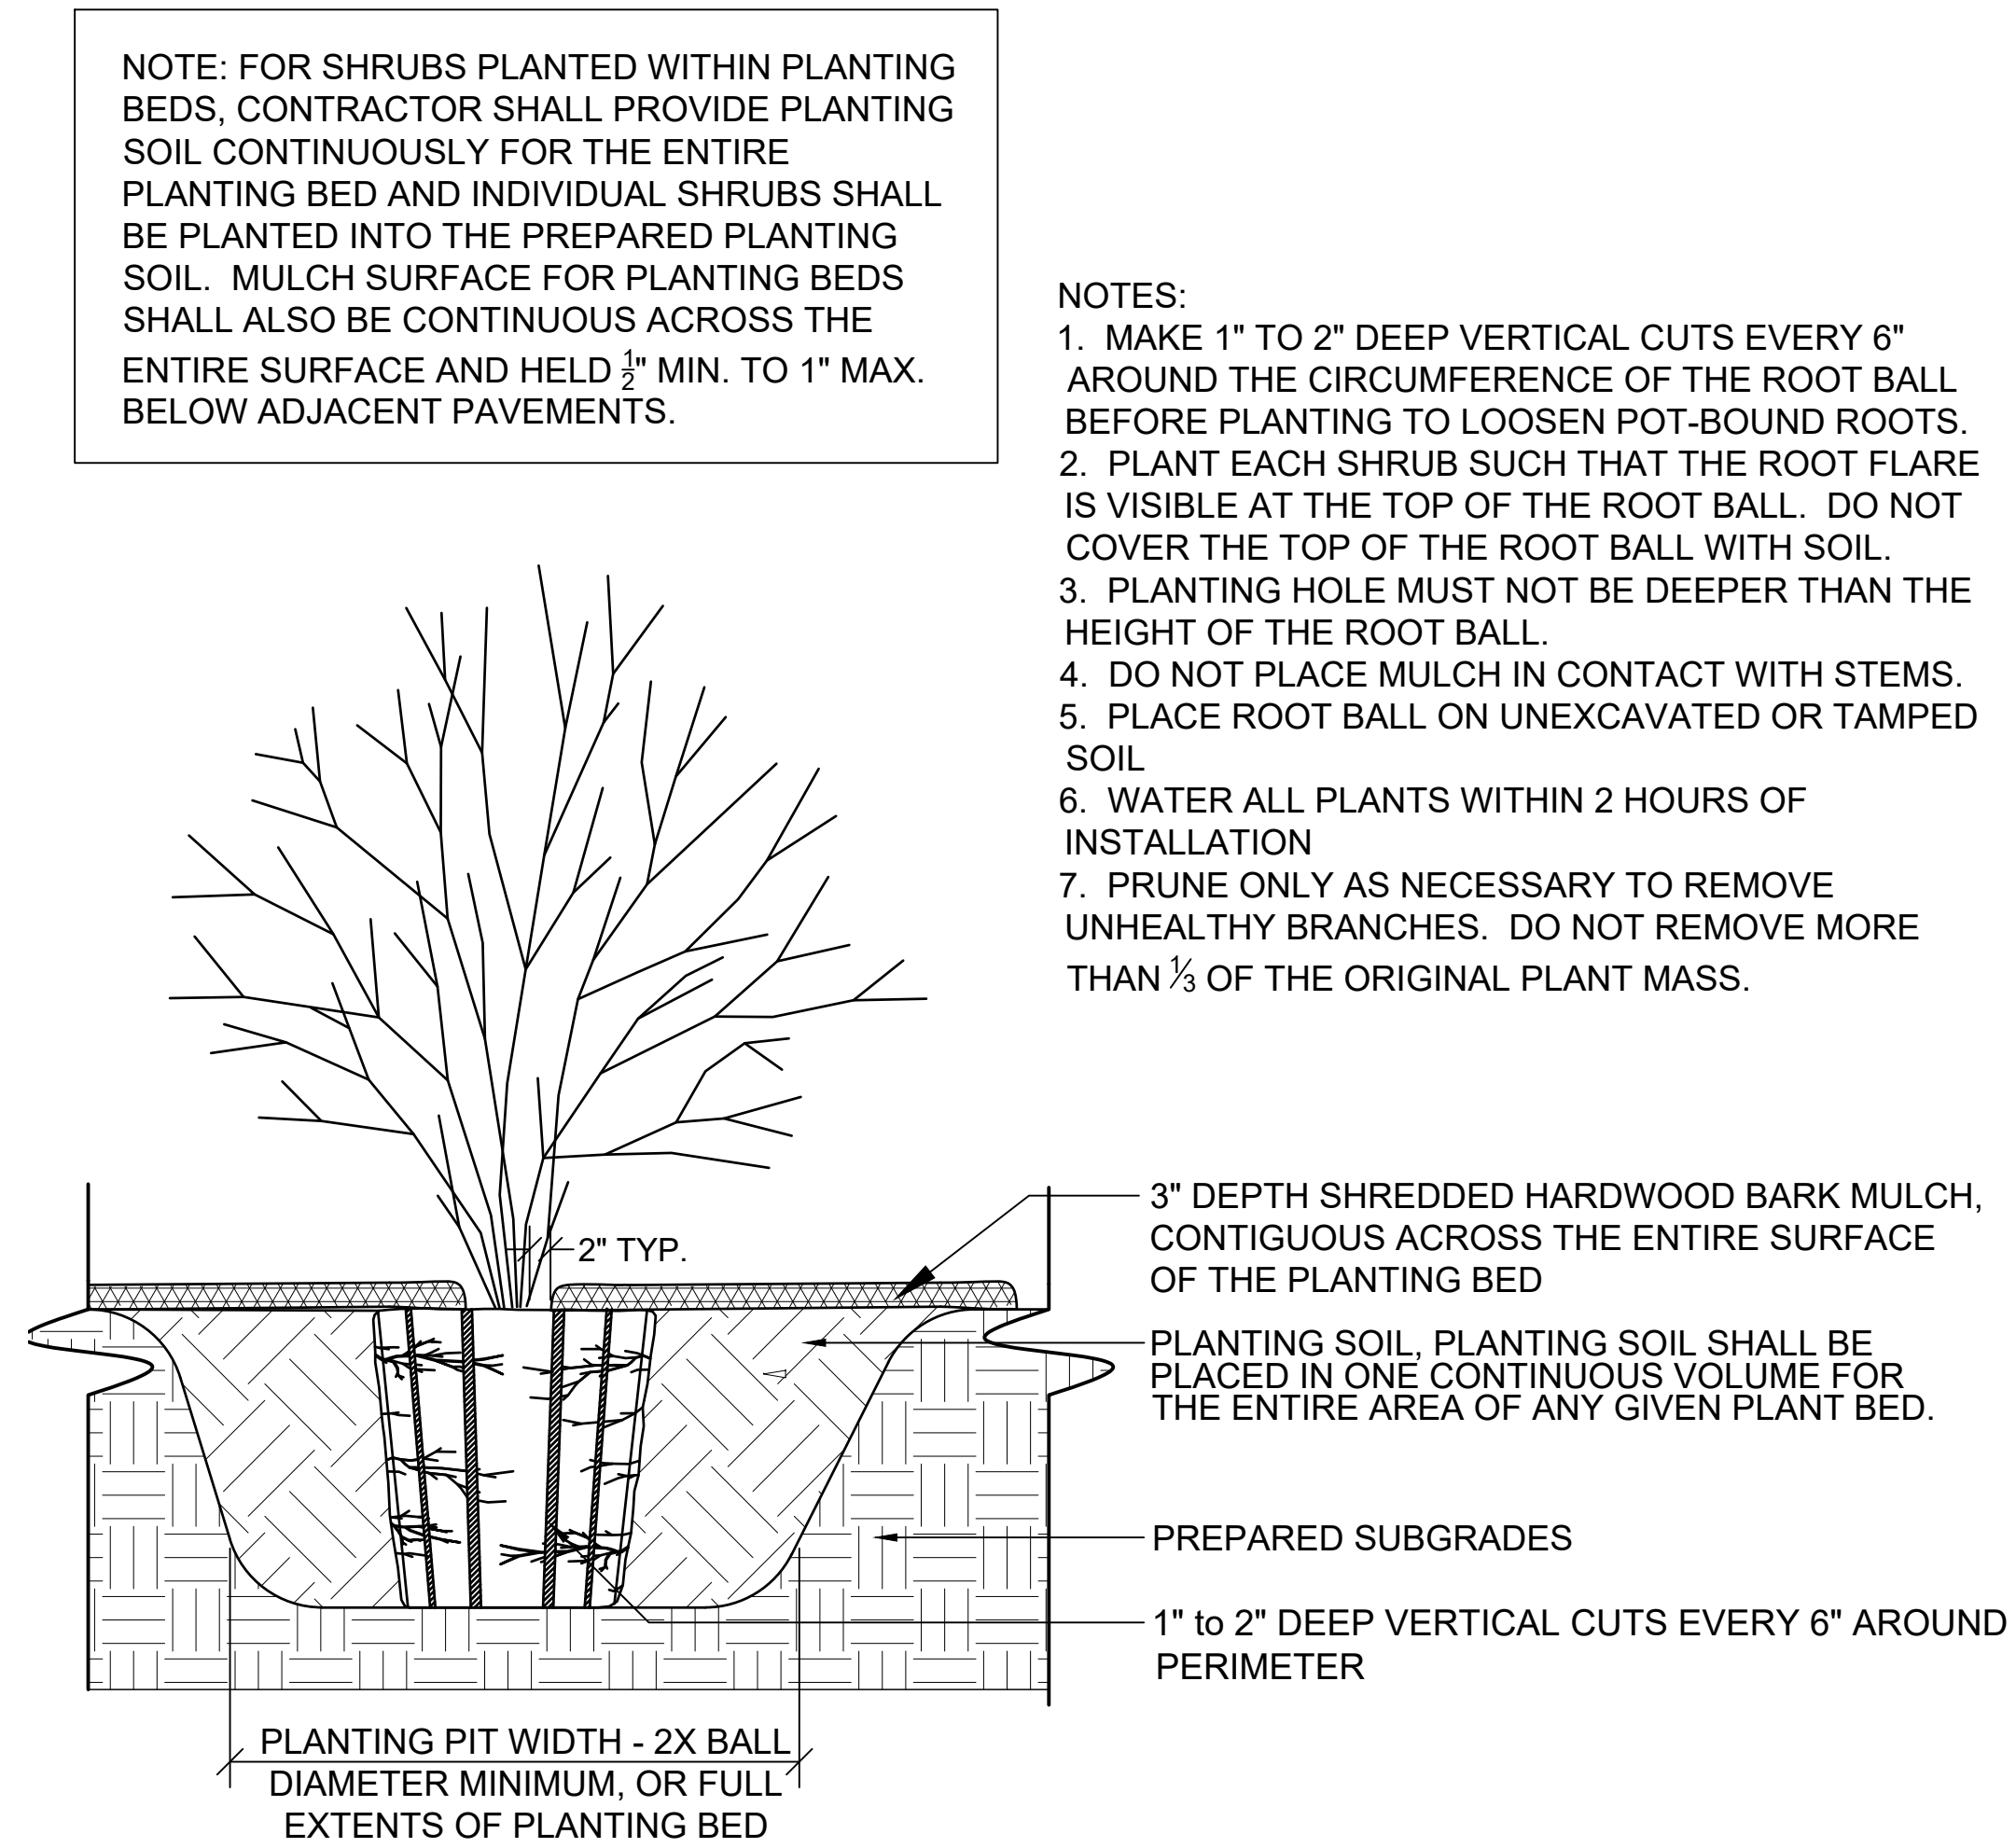 NOTE: FOR SHRUBS PLANTED WITHIN PLANTING
BEDS, CONTRACTOR SHALL PROVIDE PLANTING
SOIL CONTINUOUSLY FOR THE ENTIRE
PLANTING BED AND INDIVIDUAL SHRUBS SHALL
BE PLANTED INTO THE PREPARED PLANTING
SOIL.  MULCH SURFACE FOR PLANTING BEDS
SHALL ALSO BE CONTINUOUS ACROSS THE
ENTIRE SURFACE AND HELD ½" MIN. TO 1" MAX.
BELOW ADJACENT PAVEMENTS.
NOTES:
1.  MAKE 1" TO 2" DEEP VERTICAL CUTS EVERY 6"
AROUND THE CIRCUMFERENCE OF THE ROOT BALL
BEFORE PLANTING TO LOOSEN POT-BOUND ROOTS.
2.  PLANT EACH SHRUB SUCH THAT THE ROOT FLARE
IS VISIBLE AT THE TOP OF THE ROOT BALL.  DO NOT
COVER THE TOP OF THE ROOT BALL WITH SOIL.
3.  PLANTING HOLE MUST NOT BE DEEPER THAN THE
HEIGHT OF THE ROOT BALL.
4.  DO NOT PLACE MULCH IN CONTACT WITH STEMS.
5.  PLACE ROOT BALL ON UNEXCAVATED OR TAMPED
SOIL
6.  WATER ALL PLANTS WITHIN 2 HOURS OF
INSTALLATION
7.  PRUNE ONLY AS NECESSARY TO REMOVE
UNHEALTHY BRANCHES.  DO NOT REMOVE MORE
THAN ⅓ OF THE ORIGINAL PLANT MASS.
3" DEPTH SHREDDED HARDWOOD BARK MULCH,
CONTIGUOUS ACROSS THE ENTIRE SURFACE
OF THE PLANTING BED
2" TYP.
PLANTING SOIL, PLANTING SOIL SHALL BE
PLACED IN ONE CONTINUOUS VOLUME FOR
THE ENTIRE AREA OF ANY GIVEN PLANT BED.
PREPARED SUBGRADES
1" to 2" DEEP VERTICAL CUTS EVERY 6" AROUND
PERIMETER
PLANTING PIT WIDTH - 2X BALL
DIAMETER MINIMUM, OR FULL
EXTENTS OF PLANTING BED